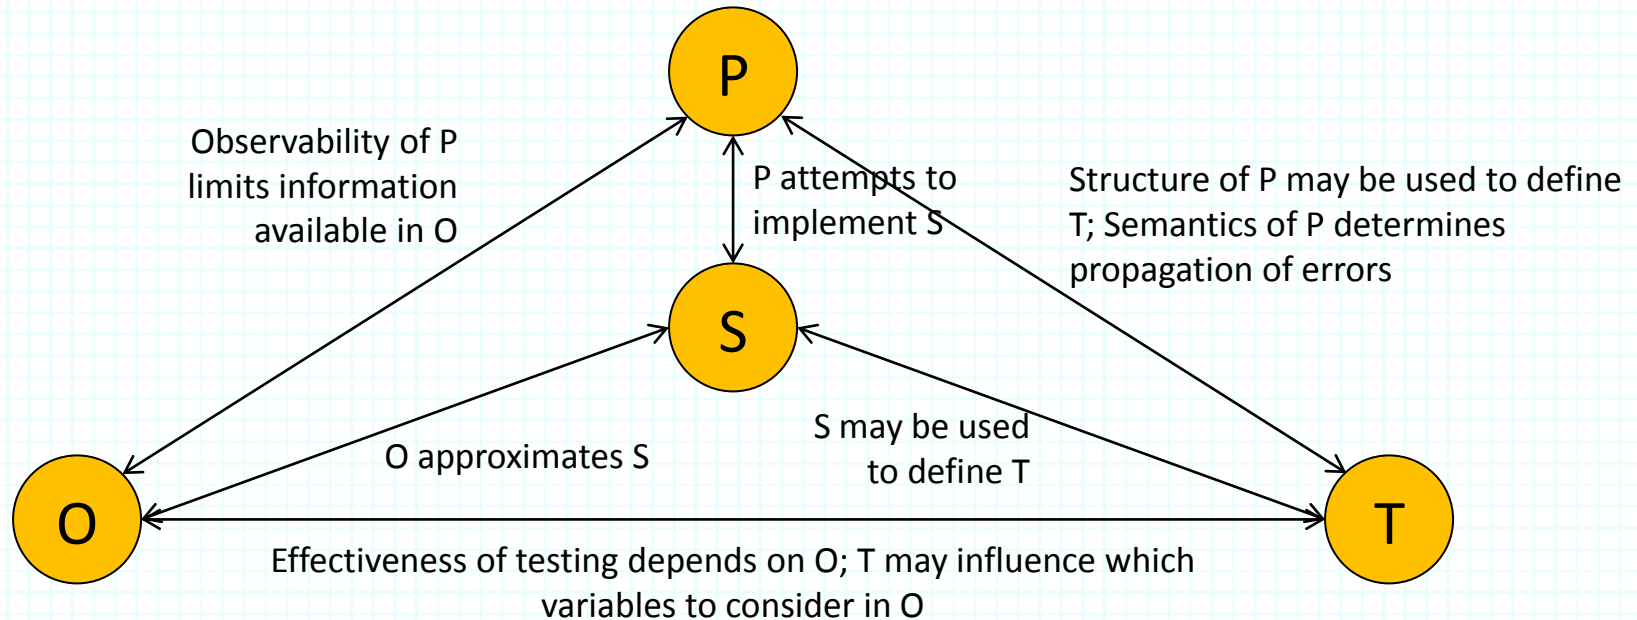 P
Observability of P
limits information
available in O
P attempts to
implement S
Structure of P may be used to define
T; Semantics of P determines
propagation of errors
S
O approximates S
S may be used
to define T
O
T
Effectiveness of testing depends on O; T may influence which
variables to consider in O